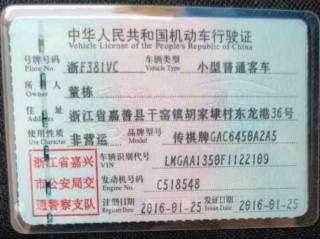 中华人民共和国机动车行驶证
Vehicle License of the People's Republic of China
号牌号码 浙F381VC 车辆类型 小型普通客车
Plate No. Vehicle Type
所有人 董栋
Owner
住址 浙江省嘉善县干窑镇胡家埭村东龙港36号
Address
使用性质 非营运 品牌型号 传祺牌GAC6450A2A5
Use Character Model
浙江省嘉兴 车辆识别代号 LMGAA1350F1122109
VIN
市公安局交 发动机号码 C518548
Engine No.
通警察支队 注册日期 2016-01-25 发证日期 2016-01-25
Register Date Issue Date